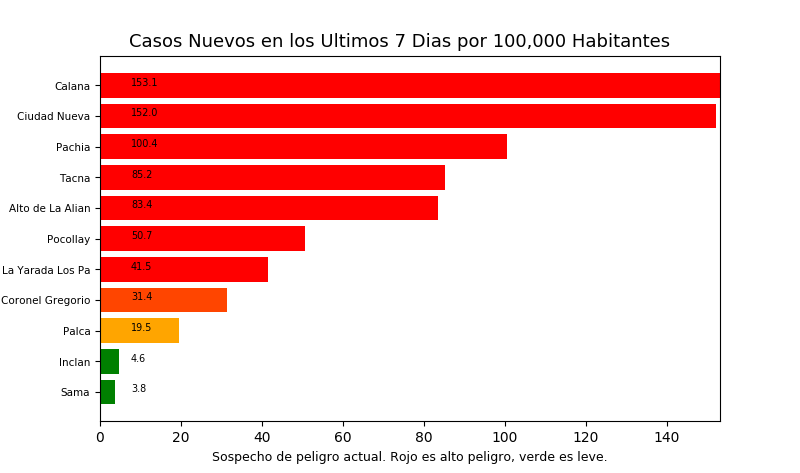 Casos Nuevos en los Ultimos 7 Dias por 100,000 Habitantes
Calana 153.1
Ciudad Nueva 152.0
Pachia 100.4
Tacna 85.2
Alto de La Alian 83.4
Pocollay 50.7
La Yarada Los Pa 41.5
Coronel Gregorio 31.4
Palca 19.5
Inclan 4.6
Sama 3.8
0 20 40 60 80 100 120 140
Sospecho de peligro actual. Rojo es alto peligro, verde es leve.